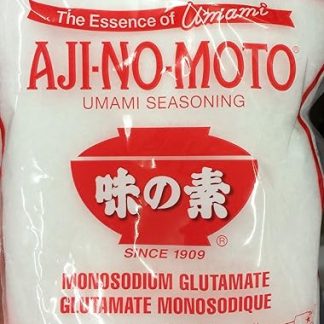 The Essence of Umami
AJI-NO-MOTO®
UMAMI SEASONING
味の素
®
SINCE 1909
MONOSODIUM GLUTAMATE
GLUTAMATE MONOSODIQUE